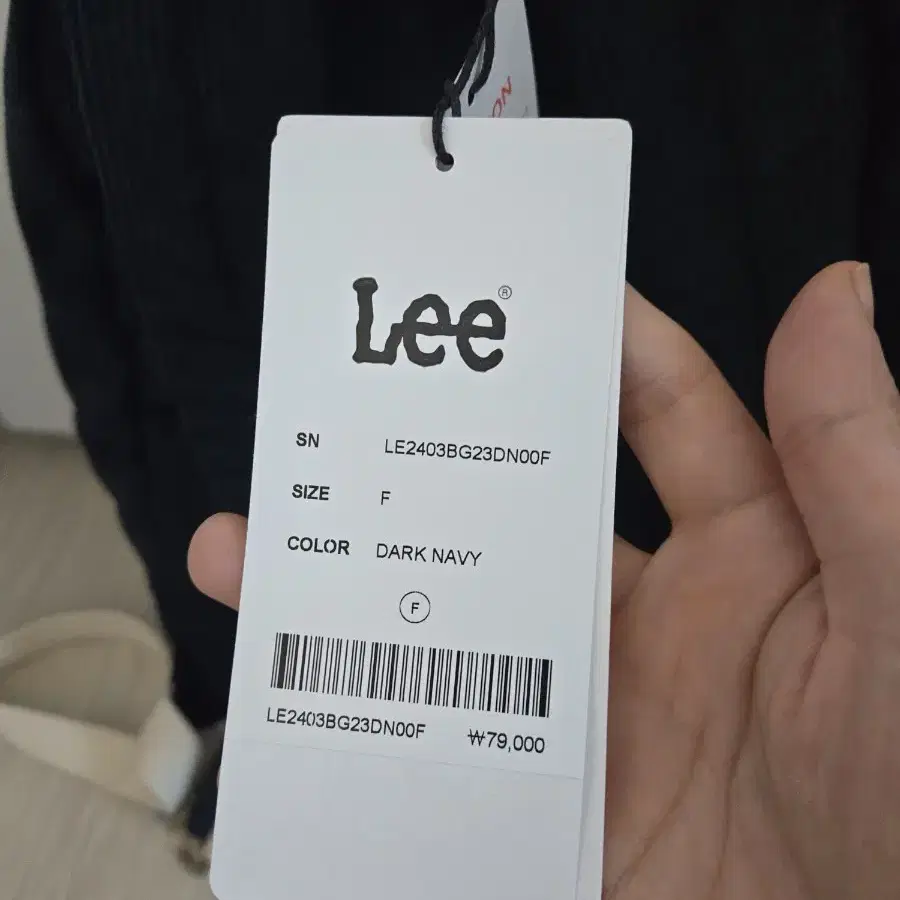 Lee®
SN LE2403BG23DN00F
SIZE F
COLOR DARK NAVY
F
LE2403BG23DN00F ₩79,000